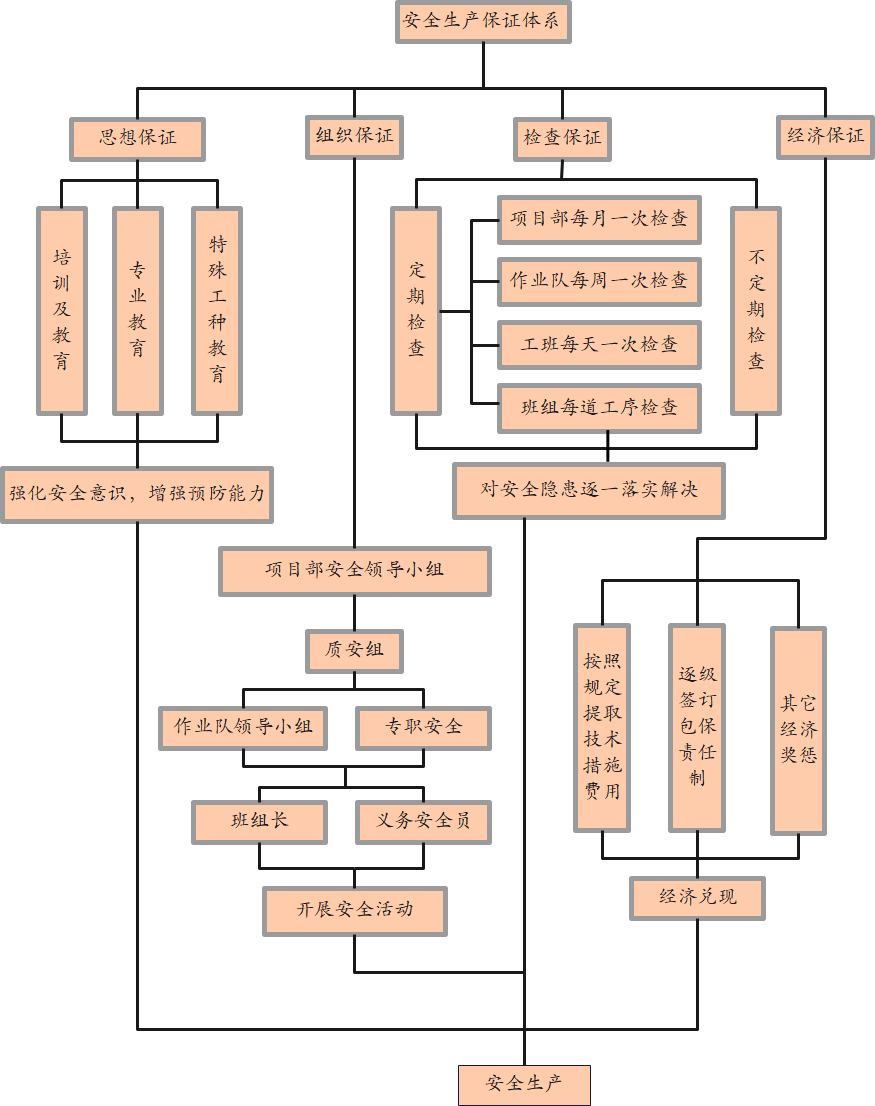 安全生产保证体系
思想保证
组织保证
检查保证
经济保证
培训及教育
专业教育
特殊工种教育
定期检查
项目部每月一次检查
作业队每周一次检查
工班每天一次检查
班组每道工序检查
不定期检查
强化安全意识，增强预防能力
对安全隐患逐一落实解决
项目部安全领导小组
质安组
作业队领导小组
专职安全
班组长
义务安全员
开展安全活动
按照
规定
提取
技术
措施
费用
逐级
签订
包保
责任
制
其它
经济
奖惩
经济兑现
安全生产